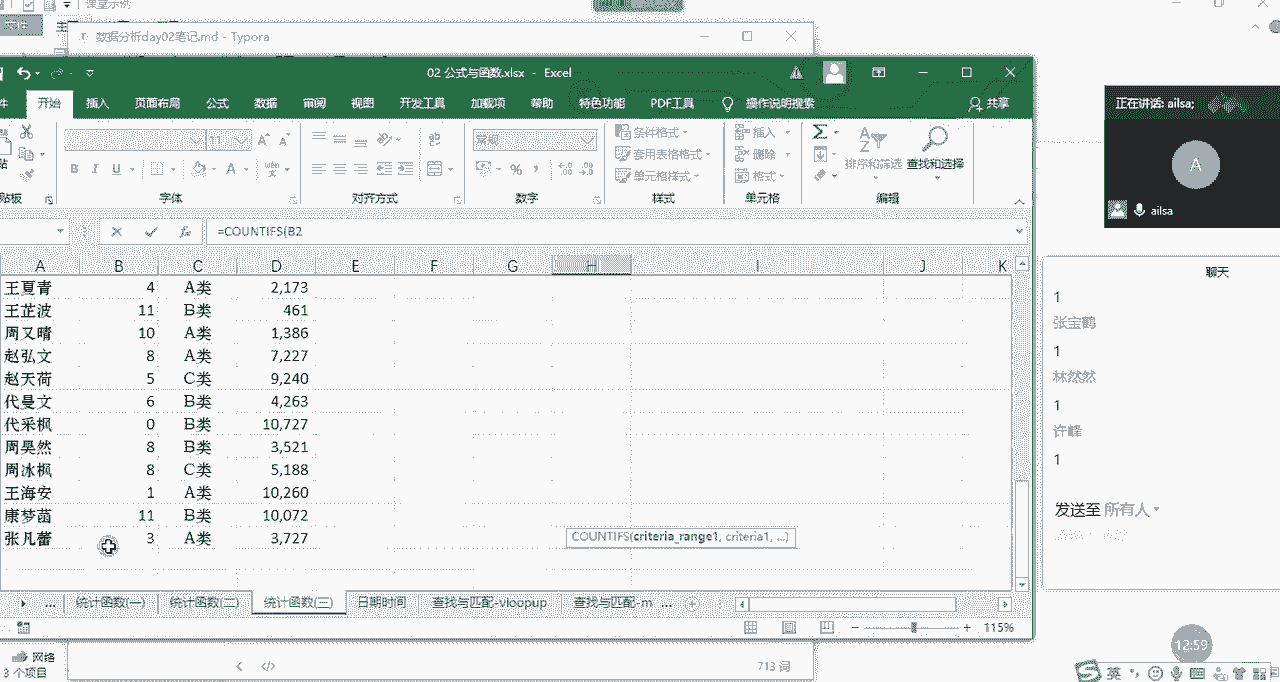 课堂示例
文件
数据分析day02笔记.md - Typora
02 公式与函数.xlsx - Excel
件 开始 插入 页面布局 公式 数据 审阅 视图 开发工具 加载项 帮助 特色功能 PDF工具 操作说明搜索 共享
11 常规 条件格式 插入
套用表格格式 删除 排序和筛选 查找和选择
B I U A wén % 单元格样式 格式
贴板 字体 对齐方式 数字 样式 单元格 编辑
fx =COUNTIFS(B2
A B C D E F G H I J K
王夏青 4 A类 2,173
王芷波 11 B类 461
周又晴 10 A类 1,386
赵弘文 8 A类 7,227
赵天荷 5 C类 9,240
代曼文 6 B类 4,263
代采枫 0 B类 10,727
周昊然 8 B类 3,521
周冰枫 8 C类 5,188
王海安 1 A类 10,260
康梦菡 11 B类 10,072
张凡蕾 3 A类 3,727
COUNTIFS(criteria_range1, criteria1, ...)
... 统计函数(一) 统计函数(二) 统计函数(三) 日期时间 查找与匹配-vloopup 查找与匹配-m ...
115%
网络
3 个项目
713 词
正在讲话: ailsa;
A
ailsa
聊天
1
张宝鹤
1
林然然
1
许峰
1
发送至 所有人
12:59
英